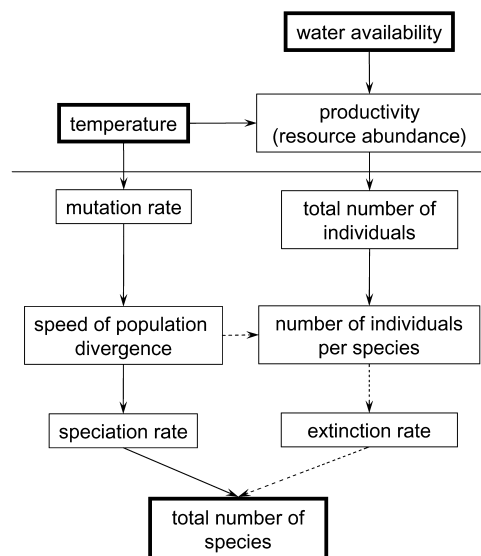 water availability
temperature
productivity
(resource abundance)
mutation rate
total number of
individuals
speed of population
divergence
number of individuals
per species
speciation rate
extinction rate
total number of
species